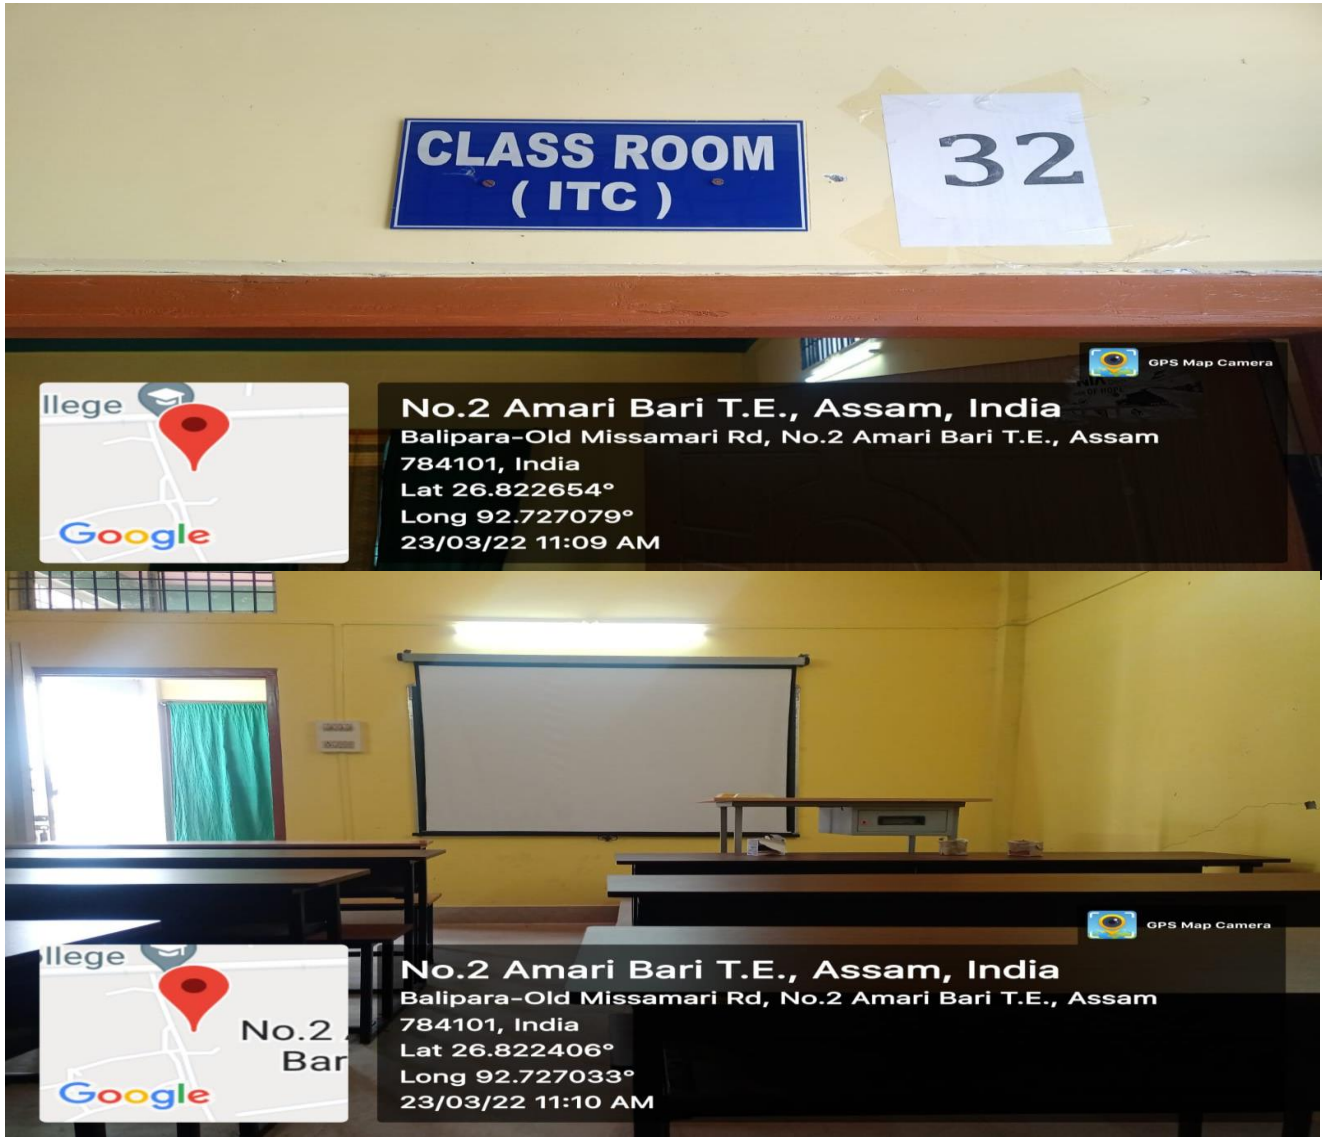 CLASS ROOM
( ITC )
32
GPS Map Camera
llege
Google
No.2 Amari Bari T.E., Assam, India
Balipara-Old Missamari Rd, No.2 Amari Bari T.E., Assam
784101, India
Lat 26.822654°
Long 92.727079°
23/03/22 11:09 AM
GPS Map Camera
llege
No.2
Bar
Google
No.2 Amari Bari T.E., Assam, India
Balipara-Old Missamari Rd, No.2 Amari Bari T.E., Assam
784101, India
Lat 26.822406°
Long 92.727033°
23/03/22 11:10 AM